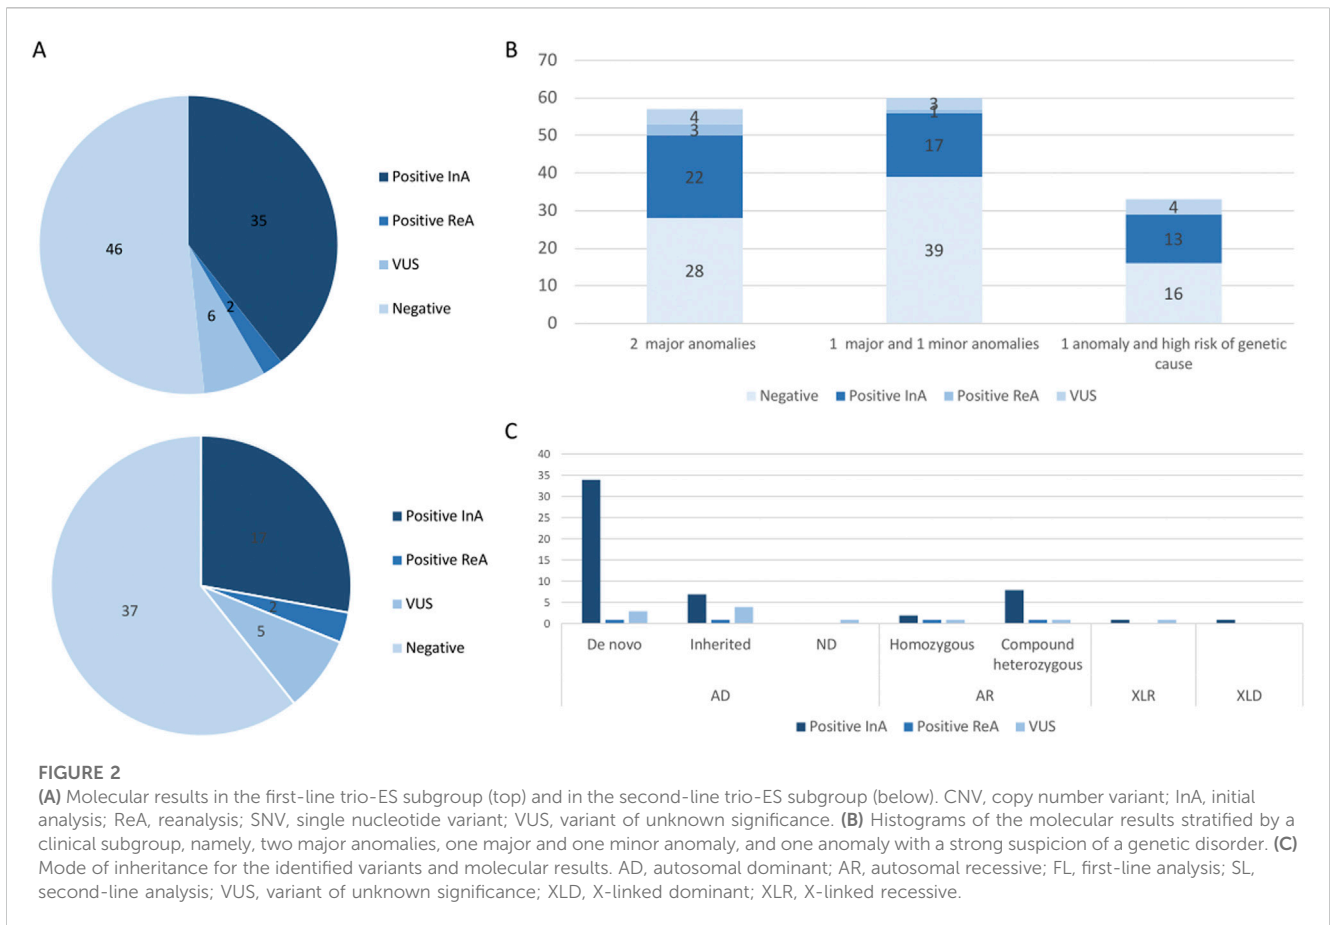 A
35
46
2
6
Positive InA
Positive ReA
VUS
Negative
37
2
5
Positive InA
Positive ReA
VUS
Negative
B
70
60
50
40
30
20
10
0
4
3
22
28
3
1
17
39
4
13
16
2 major anomalies
1 major and 1 minor anomalies
1 anomaly and high risk of genetic
cause
Negative Positive InA Positive ReA VUS
C
40
35
30
25
20
15
10
5
0
De novo Inherited ND Homozygous Compound
heterozygous
AD AR XLR XLD
Positive InA Positive ReA VUS
FIGURE 2
(A) Molecular results in the first-line trio-ES subgroup (top) and in the second-line trio-ES subgroup (below). CNV, copy number variant; InA, initial
analysis; ReA, reanalysis; SNV, single nucleotide variant; VUS, variant of unknown significance. (B) Histograms of the molecular results stratified by a
clinical subgroup, namely, two major anomalies, one major and one minor anomaly, and one anomaly with a strong suspicion of a genetic disorder. (C)
Mode of inheritance for the identified variants and molecular results. AD, autosomal dominant; AR, autosomal recessive; FL, first-line analysis; SL,
second-line analysis; VUS, variant of unknown significance; XLD, X-linked dominant; XLR, X-linked recessive.